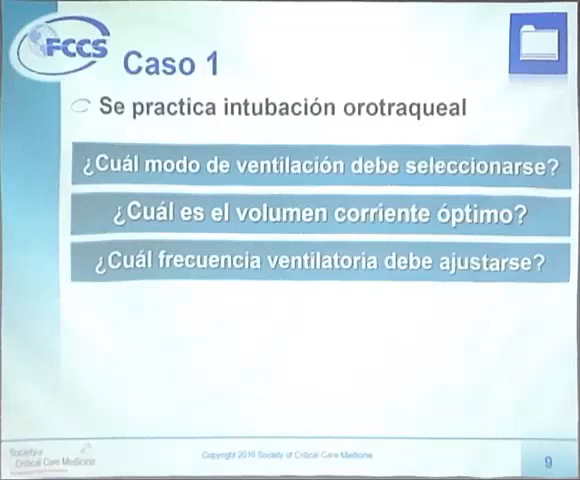 FCCS
Caso 1
Se practica intubación orotraqueal
¿Cuál modo de ventilación debe seleccionarse?
¿Cuál es el volumen corriente óptimo?
¿Cuál frecuencia ventilatoria debe ajustarse?
Society of
Critical Care Medicine
Copyright 2010 Society of Critical Care Medicine
9